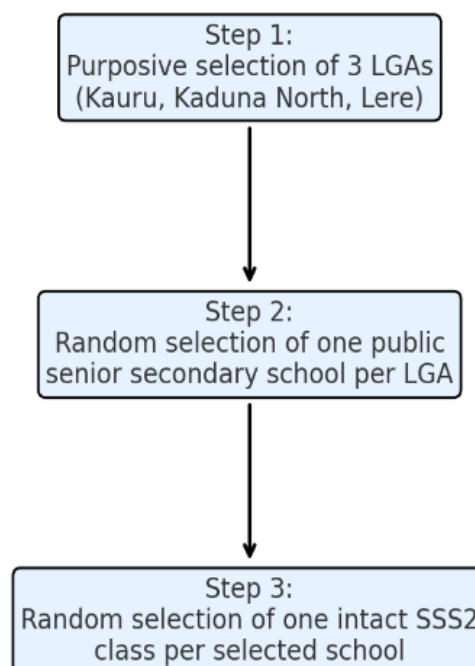 Step 1:
Purposive selection of 3 LGAs
(Kauru, Kaduna North, Lere)
Step 2:
Random selection of one public
senior secondary school per LGA
Step 3:
Random selection of one intact SSS2
class per selected school